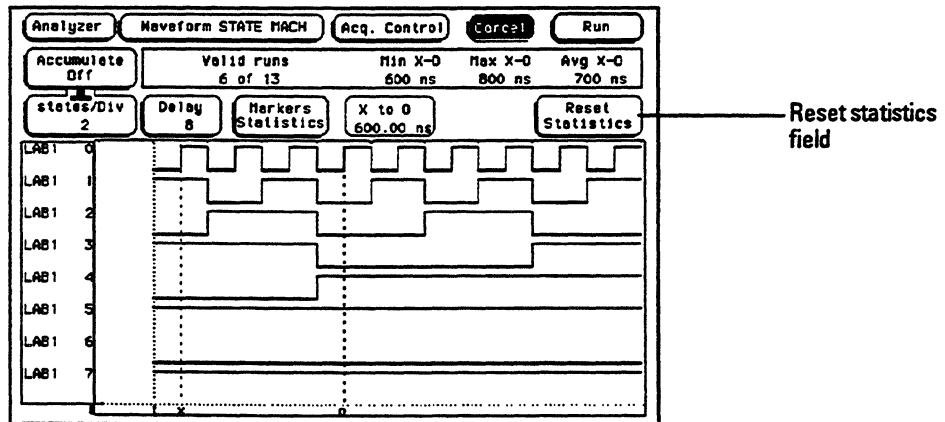 Analyzer Waveform STATE MACH Acq. Control Cancel Run
Accumulate Off
Valid runs Min X-O Max X-O Avg X-O
6 of 13 600 ns 800 ns 700 ns
states/Div 2
Delay 8
Markers Statistics
X to O 600.00 ns
Reset Statistics
Reset statistics field
LAB1 0
LAB1 1
LAB1 2
LAB1 3
LAB1 4
LAB1 5
LAB1 6
LAB1 7
X O